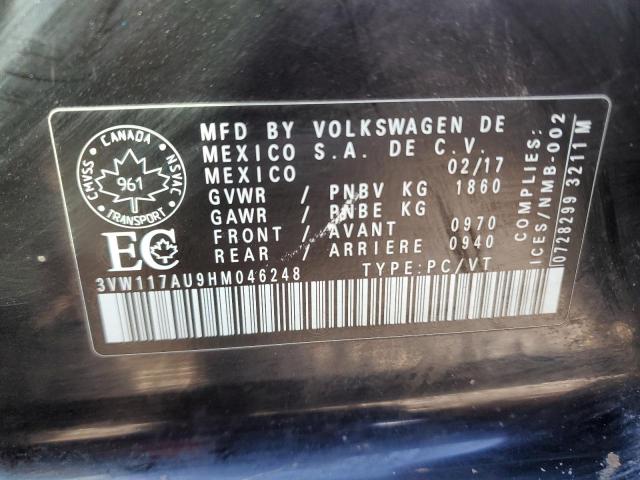 CANADA
CMVSS
NSVAC
961
TRANSPORT
EC
MFD BY VOLKSWAGEN DE
MEXICO S.A. DE C.V.
MEXICO 02/17
GVWR / PNBV KG 1860
GAWR / PNBE KG
FRONT / AVANT 0970
REAR / ARRIERE 0940
3VW117AU9HM046248 TYPE:PC/VT
COMPLIES:
ICES/NMB-002
0728299 3211M